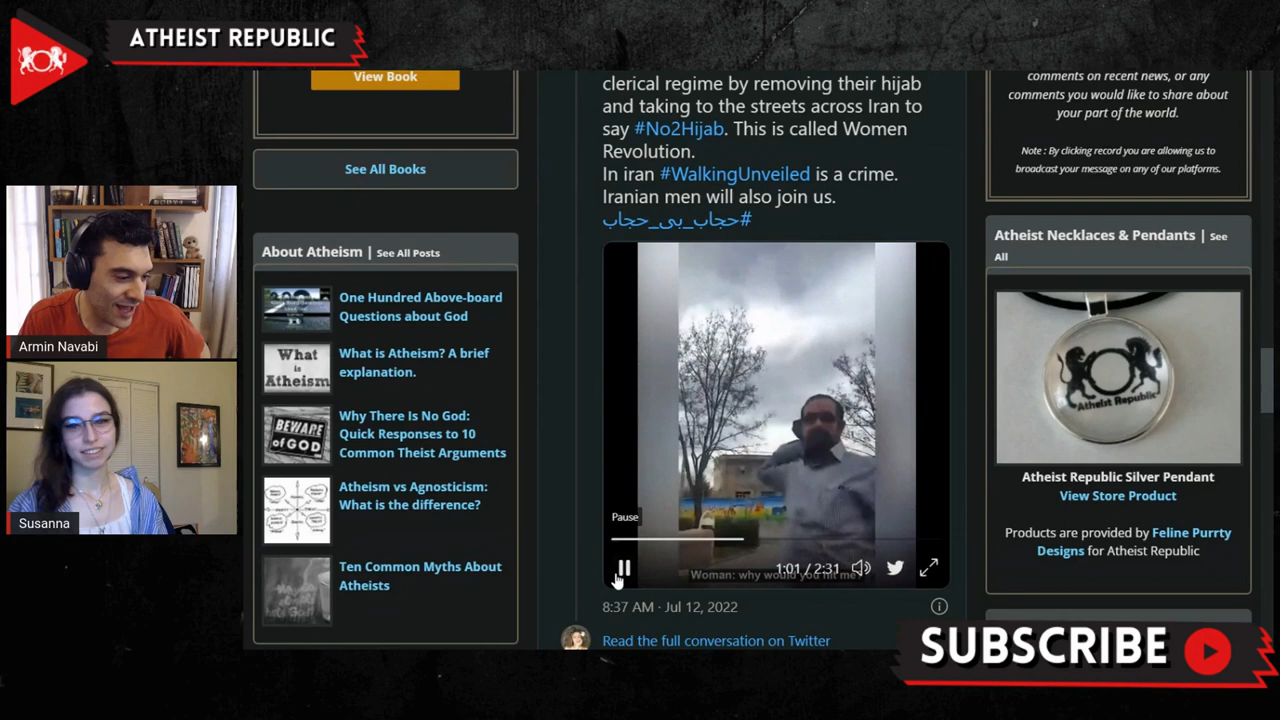 ATHEIST REPUBLIC
View Book
See All Books
About Atheism | See All Posts
One Hundred Above-board
Questions about God
What
is
Atheism
What is Atheism? A brief
explanation.
BEWARE
of GOD
Why There Is No God:
Quick Responses to 10
Common Theist Arguments
Atheism vs Agnosticism:
What is the difference?
Ten Common Myths About
Atheists
Armin Navabi
Susanna
clerical regime by removing their hijab
and taking to the streets across Iran to
say #No2Hijab. This is called Women
Revolution.
In iran #WalkingUnveiled is a crime.
Iranian men will also join us.
#حجاب_بی_حجاب
Pause
Woman: why would you hit me?
1:01 / 2:31
8:37 AM · Jul 12, 2022
Read the full conversation on Twitter
comments on recent news, or any
comments you would like to share about
your part of the world.
Note : By clicking record you are allowing us to
broadcast your message on any of our platforms.
Atheist Necklaces & Pendants | See
All
Atheist Republic
Atheist Republic Silver Pendant
View Store Product
Products are provided by Feline Purrty
Designs for Atheist Republic
SUBSCRIBE